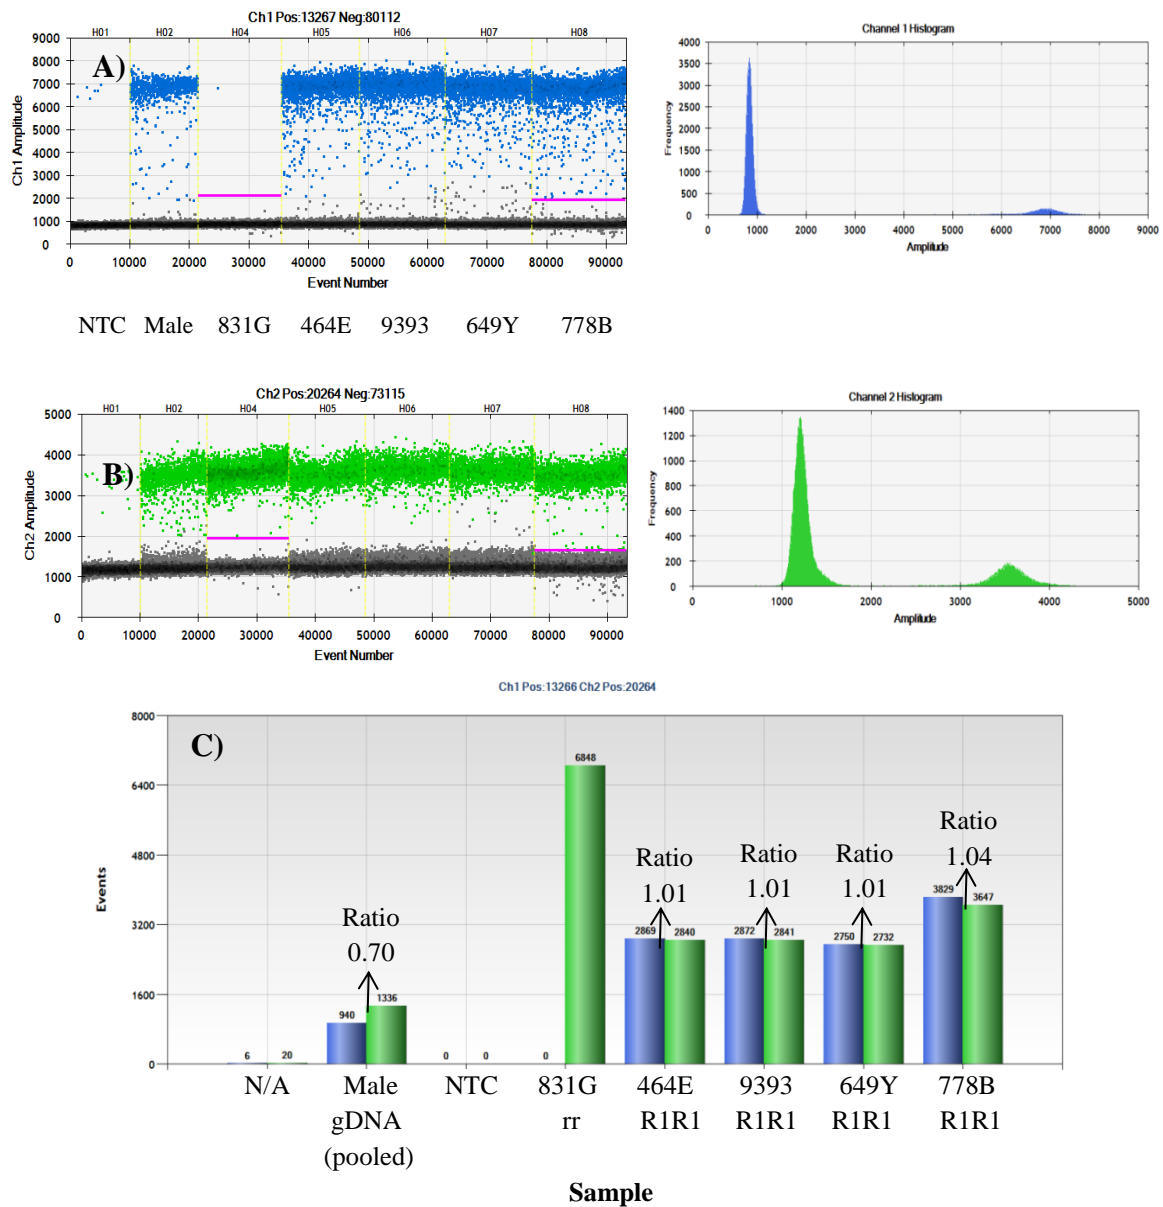 Ch1 Pos:13267 Neg:80112
H01 H02 H04 H05 H06 H07 H08
A)
Ch1 Amplitude
9000
8000
7000
6000
5000
4000
3000
2000
1000
0
0 10000 20000 30000 40000 50000 60000 70000 80000 90000
Event Number
NTC Male 831G 464E 9393 649Y 778B
Channel 1 Histogram
Frequency
4000
3500
3000
2500
2000
1500
1000
500
0
0 1000 2000 3000 4000 5000 6000 7000 8000 9000
Amplitude
Ch2 Pos:20264 Neg:73115
H01 H02 H04 H05 H06 H07 H08
B)
Ch2 Amplitude
5000
4000
3000
2000
1000
0
0 10000 20000 30000 40000 50000 60000 70000 80000 90000
Event Number
Channel 2 Histogram
Frequency
1400
1200
1000
800
600
400
200
0
0 1000 2000 3000 4000 5000
Amplitude
Ch1 Pos:13266 Ch2 Pos:20264
C)
Events
8000
6400
4800
3200
1600
0
6 20
Ratio
0.70
940 1336
0 0
0 6848
Ratio
1.01
2869 2840
Ratio
1.01
2872 2841
Ratio
1.01
2750 2732
Ratio
1.04
3829 3647
N/A Male NTC 831G 464E 9393 649Y 778B
gDNA rr R1R1 R1R1 R1R1 R1R1
(pooled)
Sample